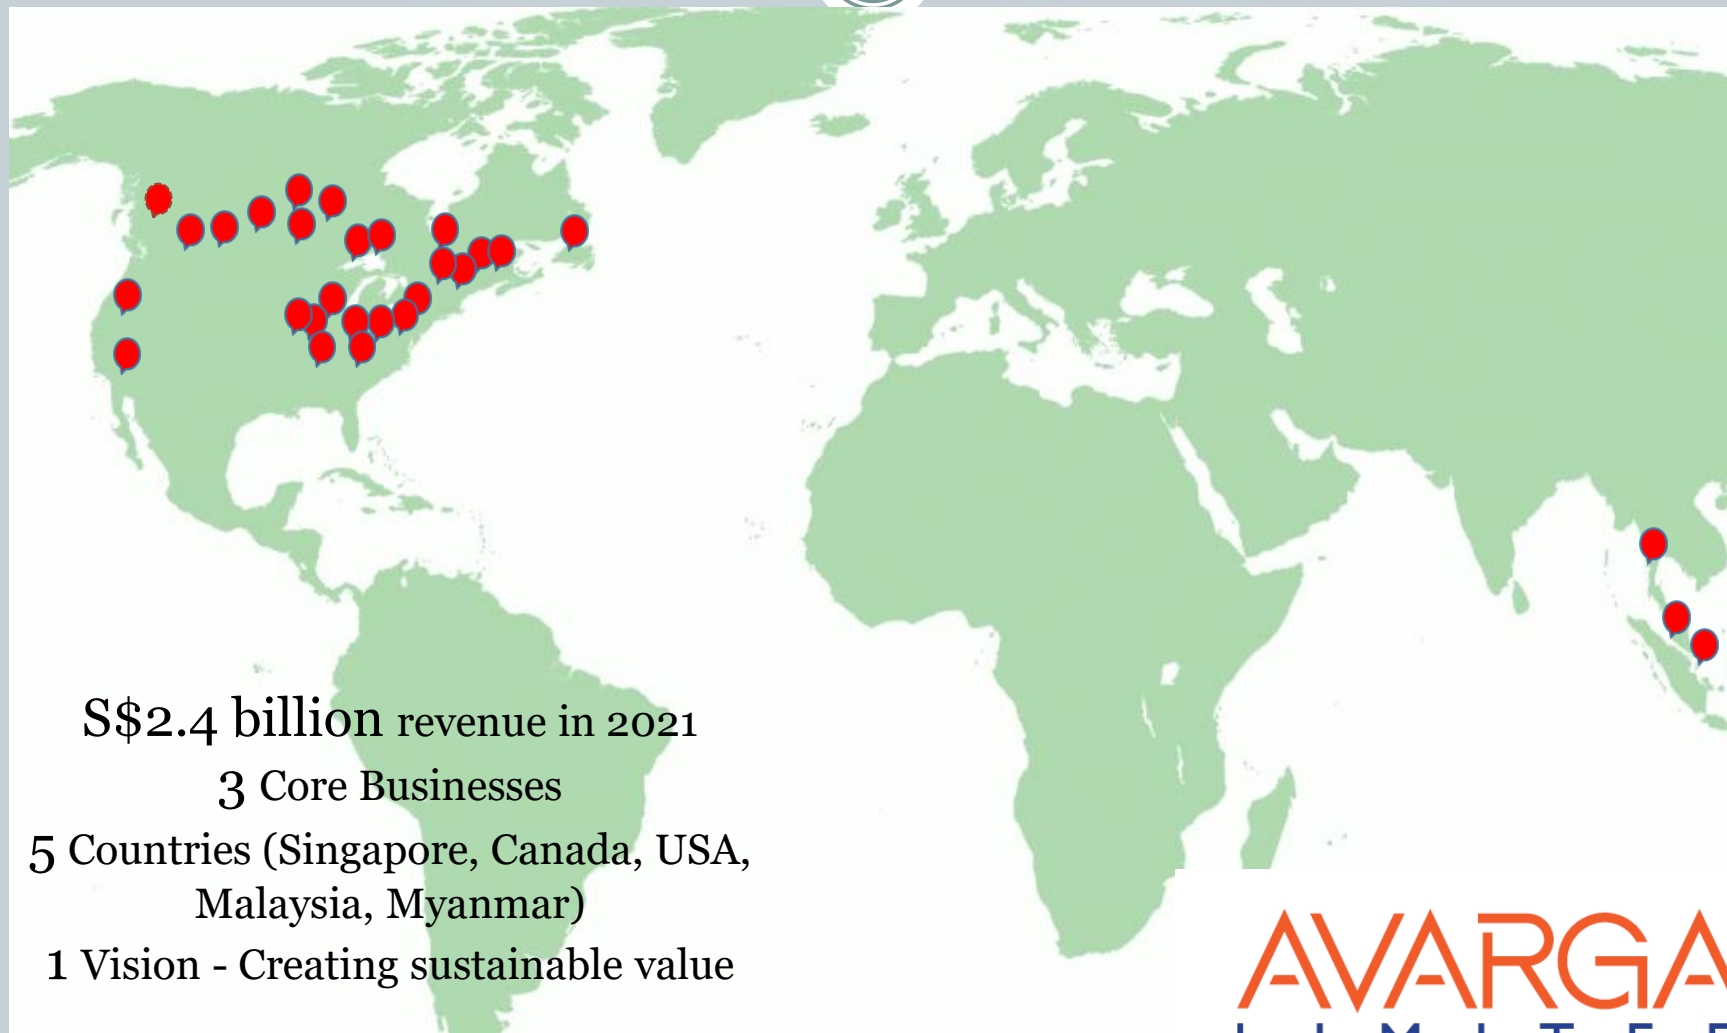 S$2.4 billion revenue in 2021
3 Core Businesses
5 Countries (Singapore, Canada, USA,
Malaysia, Myanmar)
1 Vision - Creating sustainable value
AVARGA